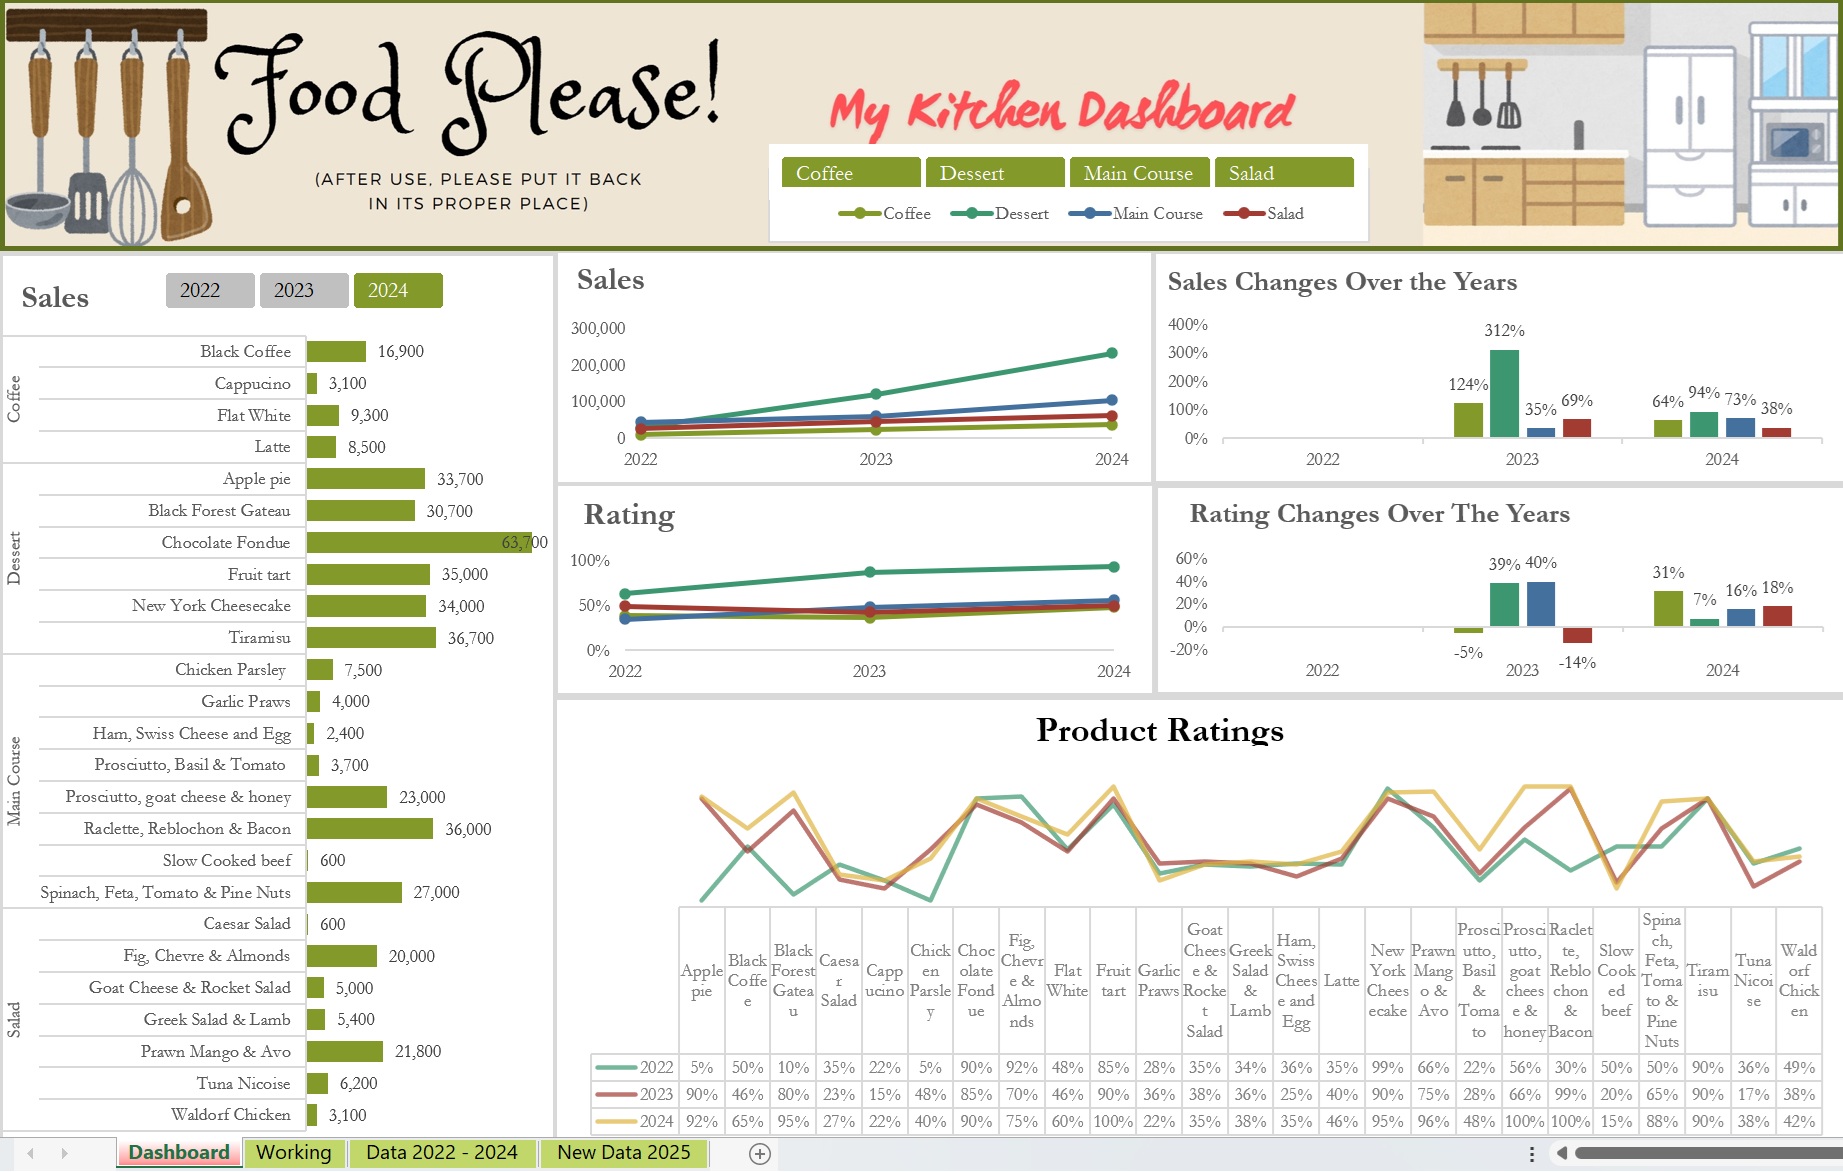 Food Please!
(AFTER USE, PLEASE PUT IT BACK
IN ITS PROPER PLACE)
My Kitchen Dashboard
Coffee Dessert Main Course Salad
Coffee Dessert Main Course Salad
Sales
2022 2023 2024
Coffee
Black Coffee 16,900
Cappucino 3,100
Flat White 9,300
Latte 8,500
Dessert
Apple pie 33,700
Black Forest Gateau 30,700
Chocolate Fondue 63,700
Fruit tart 35,000
New York Cheesecake 34,000
Tiramisu 36,700
Main Course
Chicken Parsley 7,500
Garlic Praws 4,000
Ham, Swiss Cheese and Egg 2,400
Prosciutto, Basil & Tomato 3,700
Prosciutto, goat cheese & honey 23,000
Raclette, Reblochon & Bacon 36,000
Slow Cooked beef 600
Spinach, Feta, Tomato & Pine Nuts 27,000
Salad
Caesar Salad 600
Fig, Chevre & Almonds 20,000
Goat Cheese & Rocket Salad 5,000
Greek Salad & Lamb 5,400
Prawn Mango & Avo 21,800
Tuna Nicoise 6,200
Waldorf Chicken 3,100
Sales
300,000
200,000
100,000
0
2022 2023 2024
Sales Changes Over the Years
400%
300%
200%
100%
0%
124% 312% 35% 69%
64% 94% 73% 38%
2022 2023 2024
Rating
100%
50%
0%
2022 2023 2024
Rating Changes Over The Years
60%
40%
20%
0%
-20%
-5% 39% 40% -14%
31% 7% 16% 18%
2022 2023 2024
Product Ratings
Apple pie
Black Coffee
Black Forest Gateau
Caesar Salad
Cappucino
Chicken Parsley
Chocolate Fondue
Fig, Chevre & Almonds
Flat White
Fruit tart
Garlic Praws
Goat Cheese & Rocket Salad
Greek Salad & Lamb
Ham, Swiss Cheese and Egg
Latte
New York Cheesecake
Prawn Mango & Avo
Prosciutto, Basil & Tomato
Prosciutto, goat cheese & honey
Raclette, Reblochon & Bacon
Slow Cooked beef
Spinach, Feta, Tomato & Pine Nuts
Tiramisu
Tuna Nicoise
Waldorf Chicken
2022 5% 50% 10% 35% 22% 5% 90% 92% 48% 85% 28% 35% 34% 36% 35% 99% 66% 22% 56% 30% 50% 50% 90% 36% 49%
2023 90% 46% 80% 23% 15% 48% 85% 70% 46% 90% 36% 38% 36% 25% 40% 90% 75% 28% 66% 99% 20% 65% 90% 17% 38%
2024 92% 65% 95% 27% 22% 40% 90% 75% 60% 100% 22% 35% 38% 35% 46% 95% 96% 48% 100% 100% 15% 88% 90% 38% 42%
Dashboard Working Data 2022 - 2024 New Data 2025